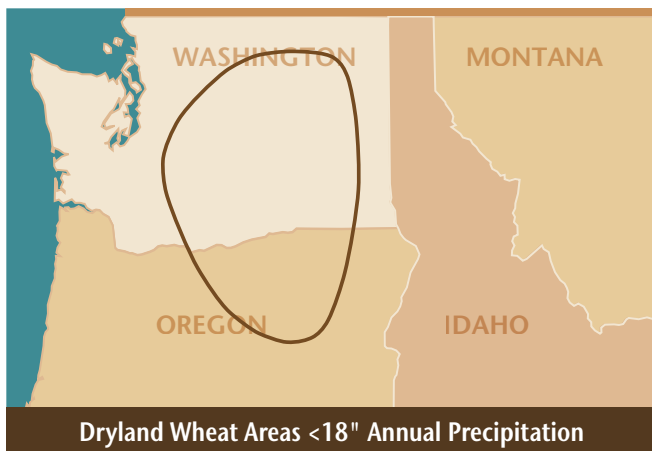 WASHINGTON
MONTANA
OREGON
IDAHO
Dryland Wheat Areas <18" Annual Precipitation